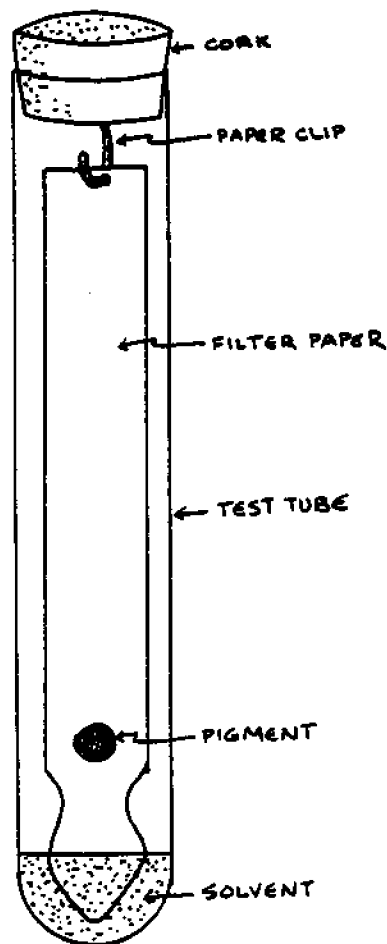 CORK
PAPER CLIP
FILTER PAPER
TEST TUBE
PIGMENT
SOLVENT